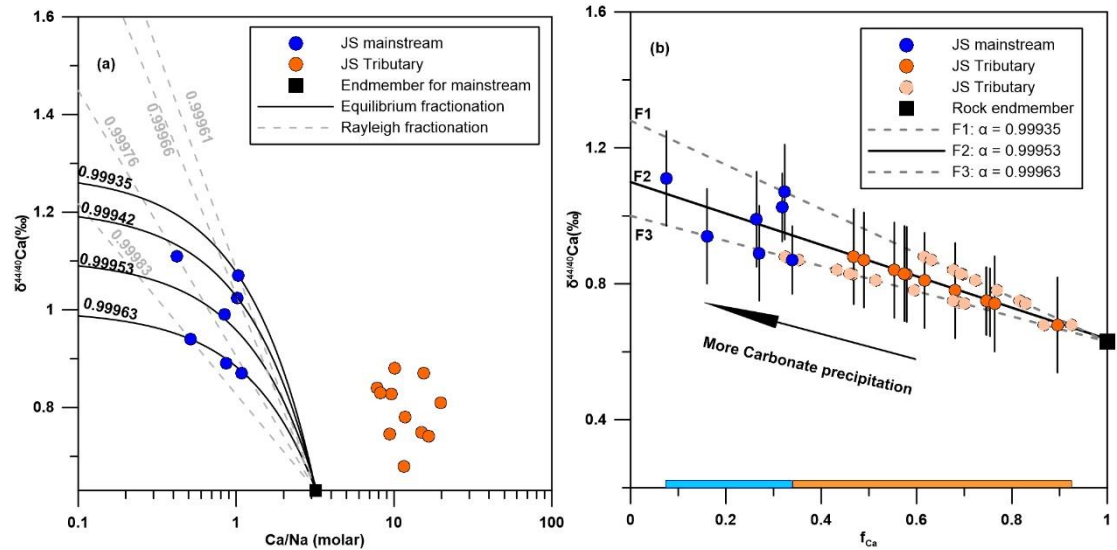 (a)
JS mainstream
JS Tributary
Endmember for mainstream
Equilibrium fractionation
Rayleigh fractionation
0.99961
0.99966
0.99976
0.99983
0.99935
0.99942
0.99953
0.99963
1.6
1.4
1.2
1
0.8
δ44/40Ca(‰)
0.1
1
10
100
Ca/Na (molar)
(b)
JS mainstream
JS Tributary
JS Tributary
Rock endmember
F1: α = 0.99935
F2: α = 0.99953
F3: α = 0.99963
F1
F2
F3
More Carbonate precipitation
1.6
1.2
0.8
0.4
δ44/40Ca(‰)
0
0.2
0.4
0.6
0.8
1
fCa